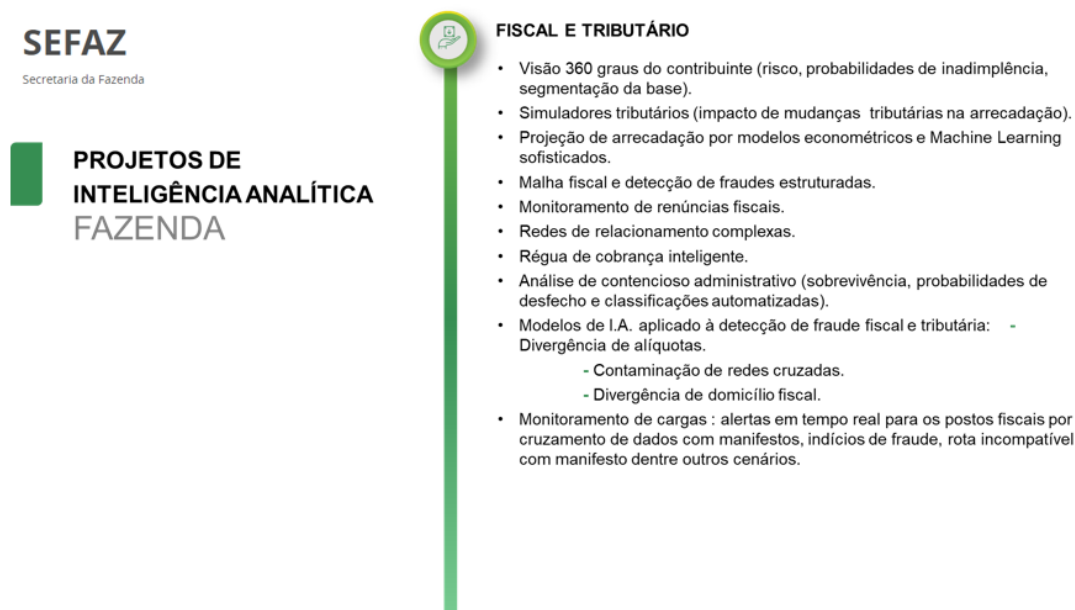 SEFAZ
Secretaria da Fazenda
PROJETOS DE
INTELIGÊNCIA ANALÍTICA
FAZENDA
FISCAL E TRIBUTÁRIO
• Visão 360 graus do contribuinte (risco, probabilidades de inadimplência,
segmentação da base).
• Simuladores tributários (impacto de mudanças tributárias na arrecadação).
• Projeção de arrecadação por modelos econométricos e Machine Learning
sofisticados.
• Malha fiscal e detecção de fraudes estruturadas.
• Monitoramento de renúncias fiscais.
• Redes de relacionamento complexas.
• Régua de cobrança inteligente.
• Análise de contencioso administrativo (sobrevivência, probabilidades de
desfecho e classificações automatizadas).
• Modelos de I.A. aplicado à detecção de fraude fiscal e tributária: -
Divergência de alíquotas.
- Contaminação de redes cruzadas.
- Divergência de domicílio fiscal.
• Monitoramento de cargas : alertas em tempo real para os postos fiscais por
cruzamento de dados com manifestos, indícios de fraude, rota incompatível
com manifesto dentre outros cenários.